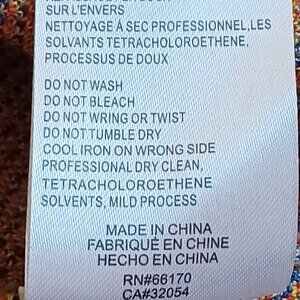 SUR L'ENVERS
NETTOYAGE À SEC PROFESSIONNEL,LES
SOLVANTS TETRACHOLOROETHENE,
PROCESSUS DE DOUX
DO NOT WASH
DO NOT BLEACH
DO NOT WRING OR TWIST
DO NOT TUMBLE DRY
COOL IRON ON WRONG SIDE
PROFESSIONAL DRY CLEAN,
TETRACHOLOROETHENE
SOLVENTS, MILD PROCESS
MADE IN CHINA
FABRIQUÉ EN CHINE
HECHO EN CHINA
RN#66170
CA#32054